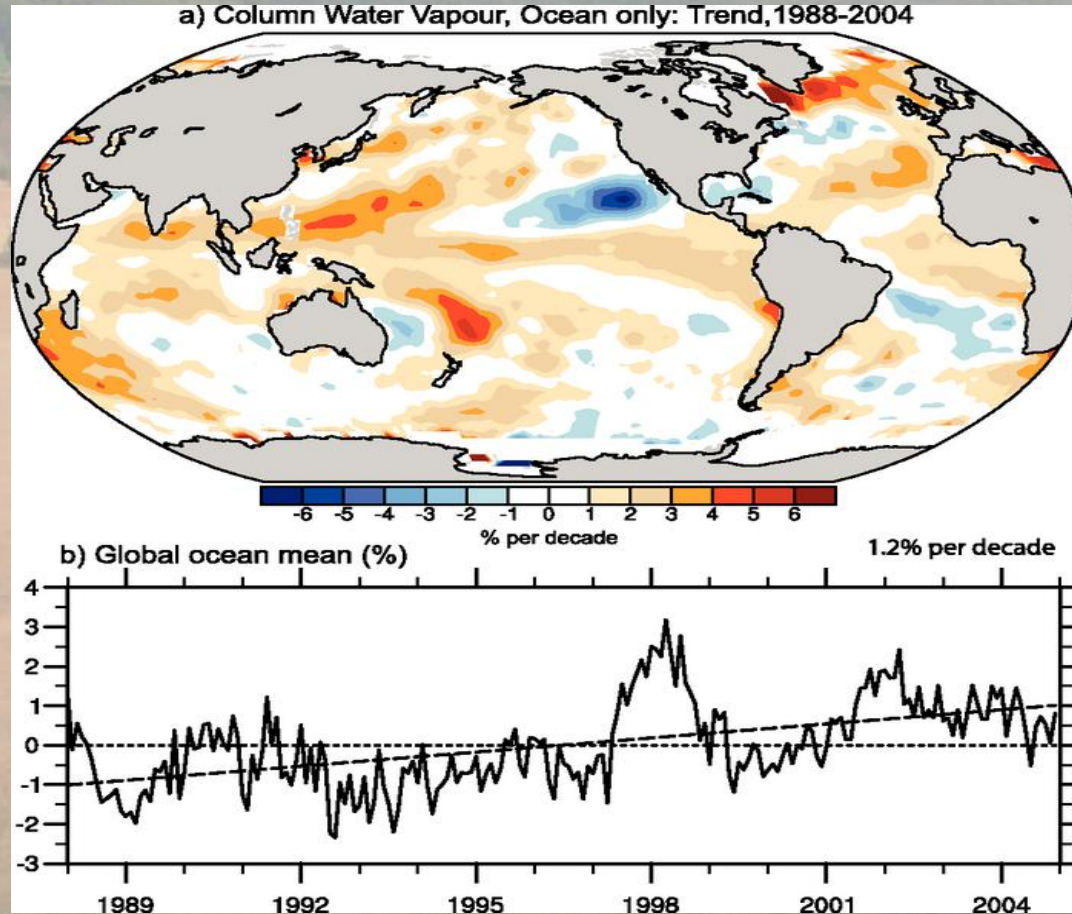 a) Column Water Vapour, Ocean only: Trend,1988-2004
-6 -5 -4 -3 -2 -1 0 1 2 3 4 5 6
% per decade
b) Global ocean mean (%)
1.2% per decade
4
3
2
1
0
-1
-2
-3
1989 1992 1995 1998 2001 2004